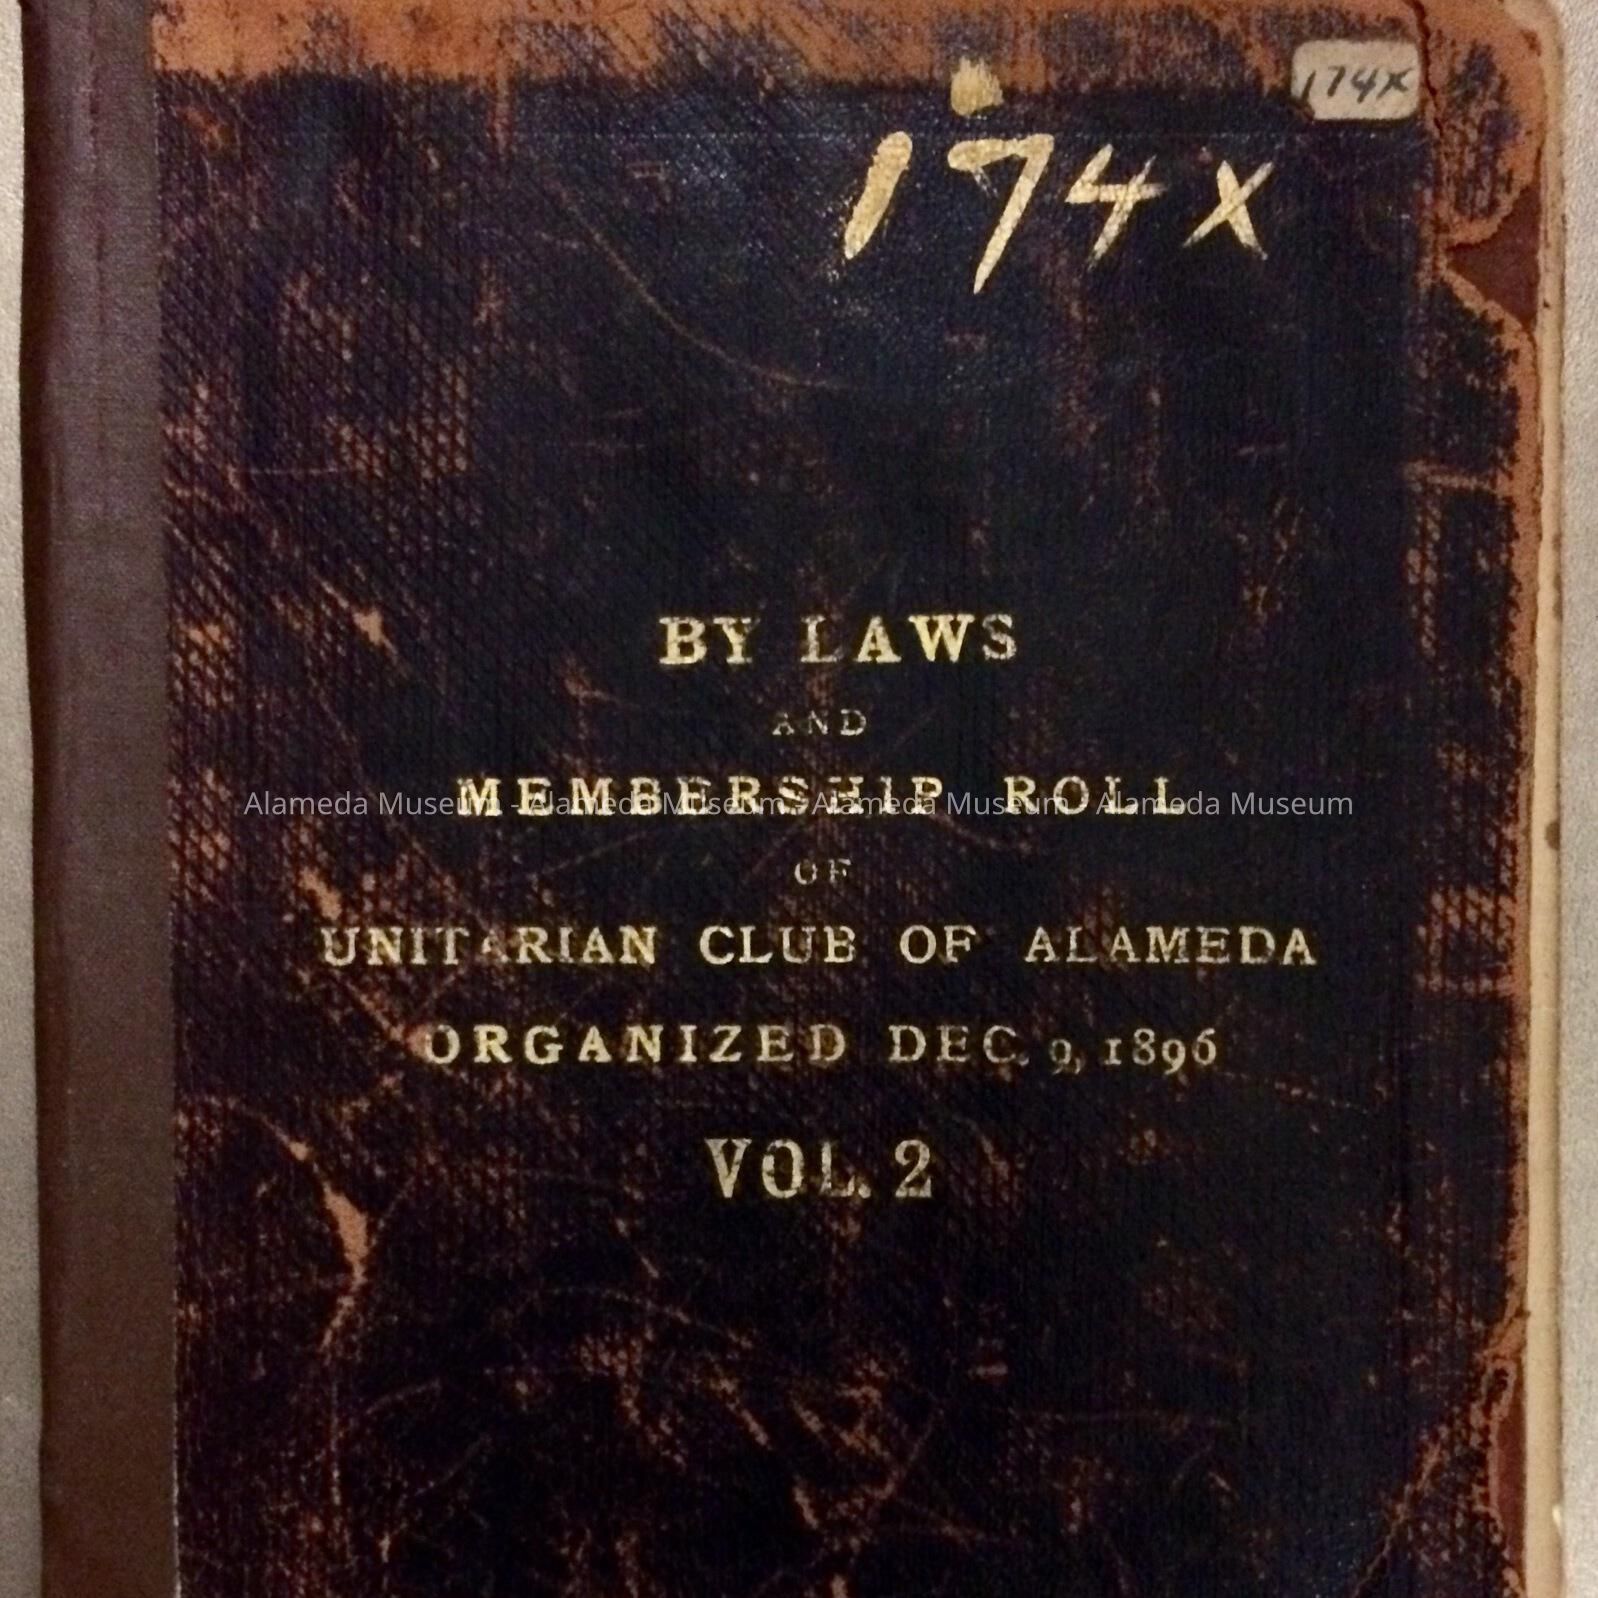 174X
174X
BY LAWS
AND
MEMBERSHIP ROLL
Alameda Museum - Alameda Museum - Alameda Museum - Alameda Museum
OF
UNITARIAN CLUB OF ALAMEDA
ORGANIZED DEC. 9, 1896
VOL. 2